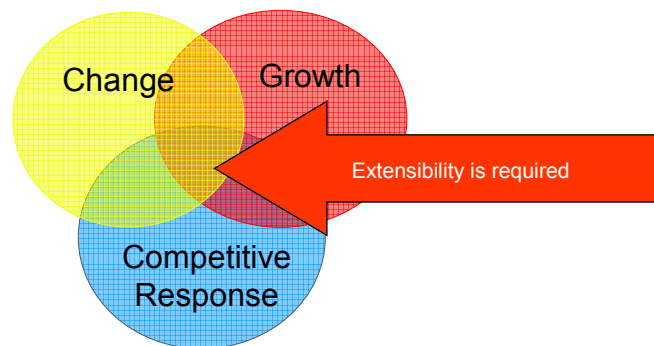 Change
Growth
Extensibility is required
Competitive
Response